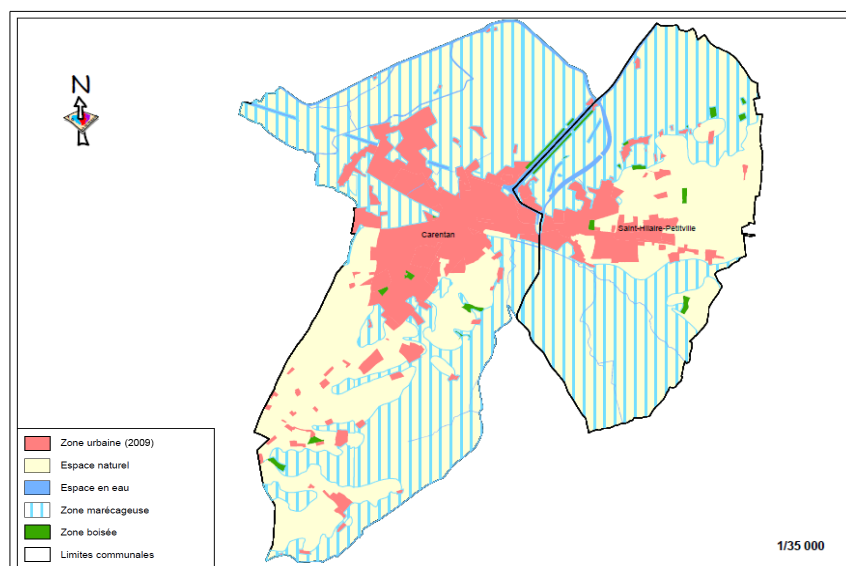 N
Carentan
Saint-Hilaire-Petitville
Zone urbaine (2009)
Espace naturel
Espace en eau
Zone marécageuse
Zone boisée
Limites communales
1/35 000